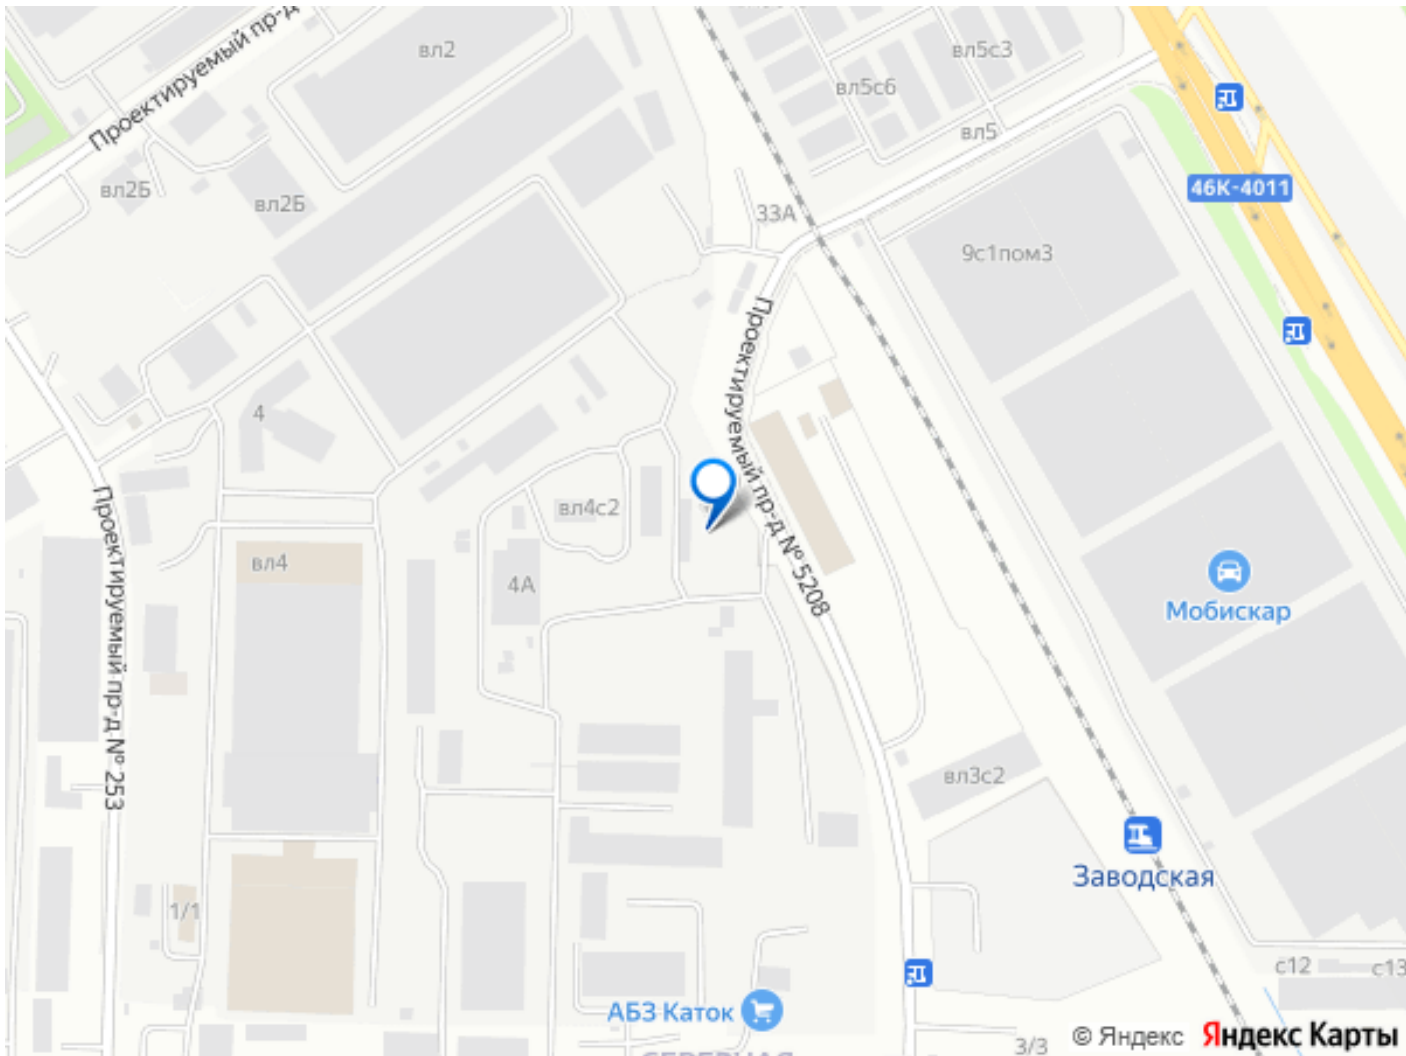 Проектируемый пр-д
вл2
вл5с3
вл5с6
вл5
вл2Б
вл2Б
46К-4011
33А
9с1пом3
Проектируемый пр-д № 5208
4
Проектируемый пр-д № 253
вл4с2
вл4
4А
Мобискар
вл3с2
Заводская
1/1
с12
с13
АБЗ Каток
СЕВЕРНАЯ
3/3
© Яндекс Яндекс Карты